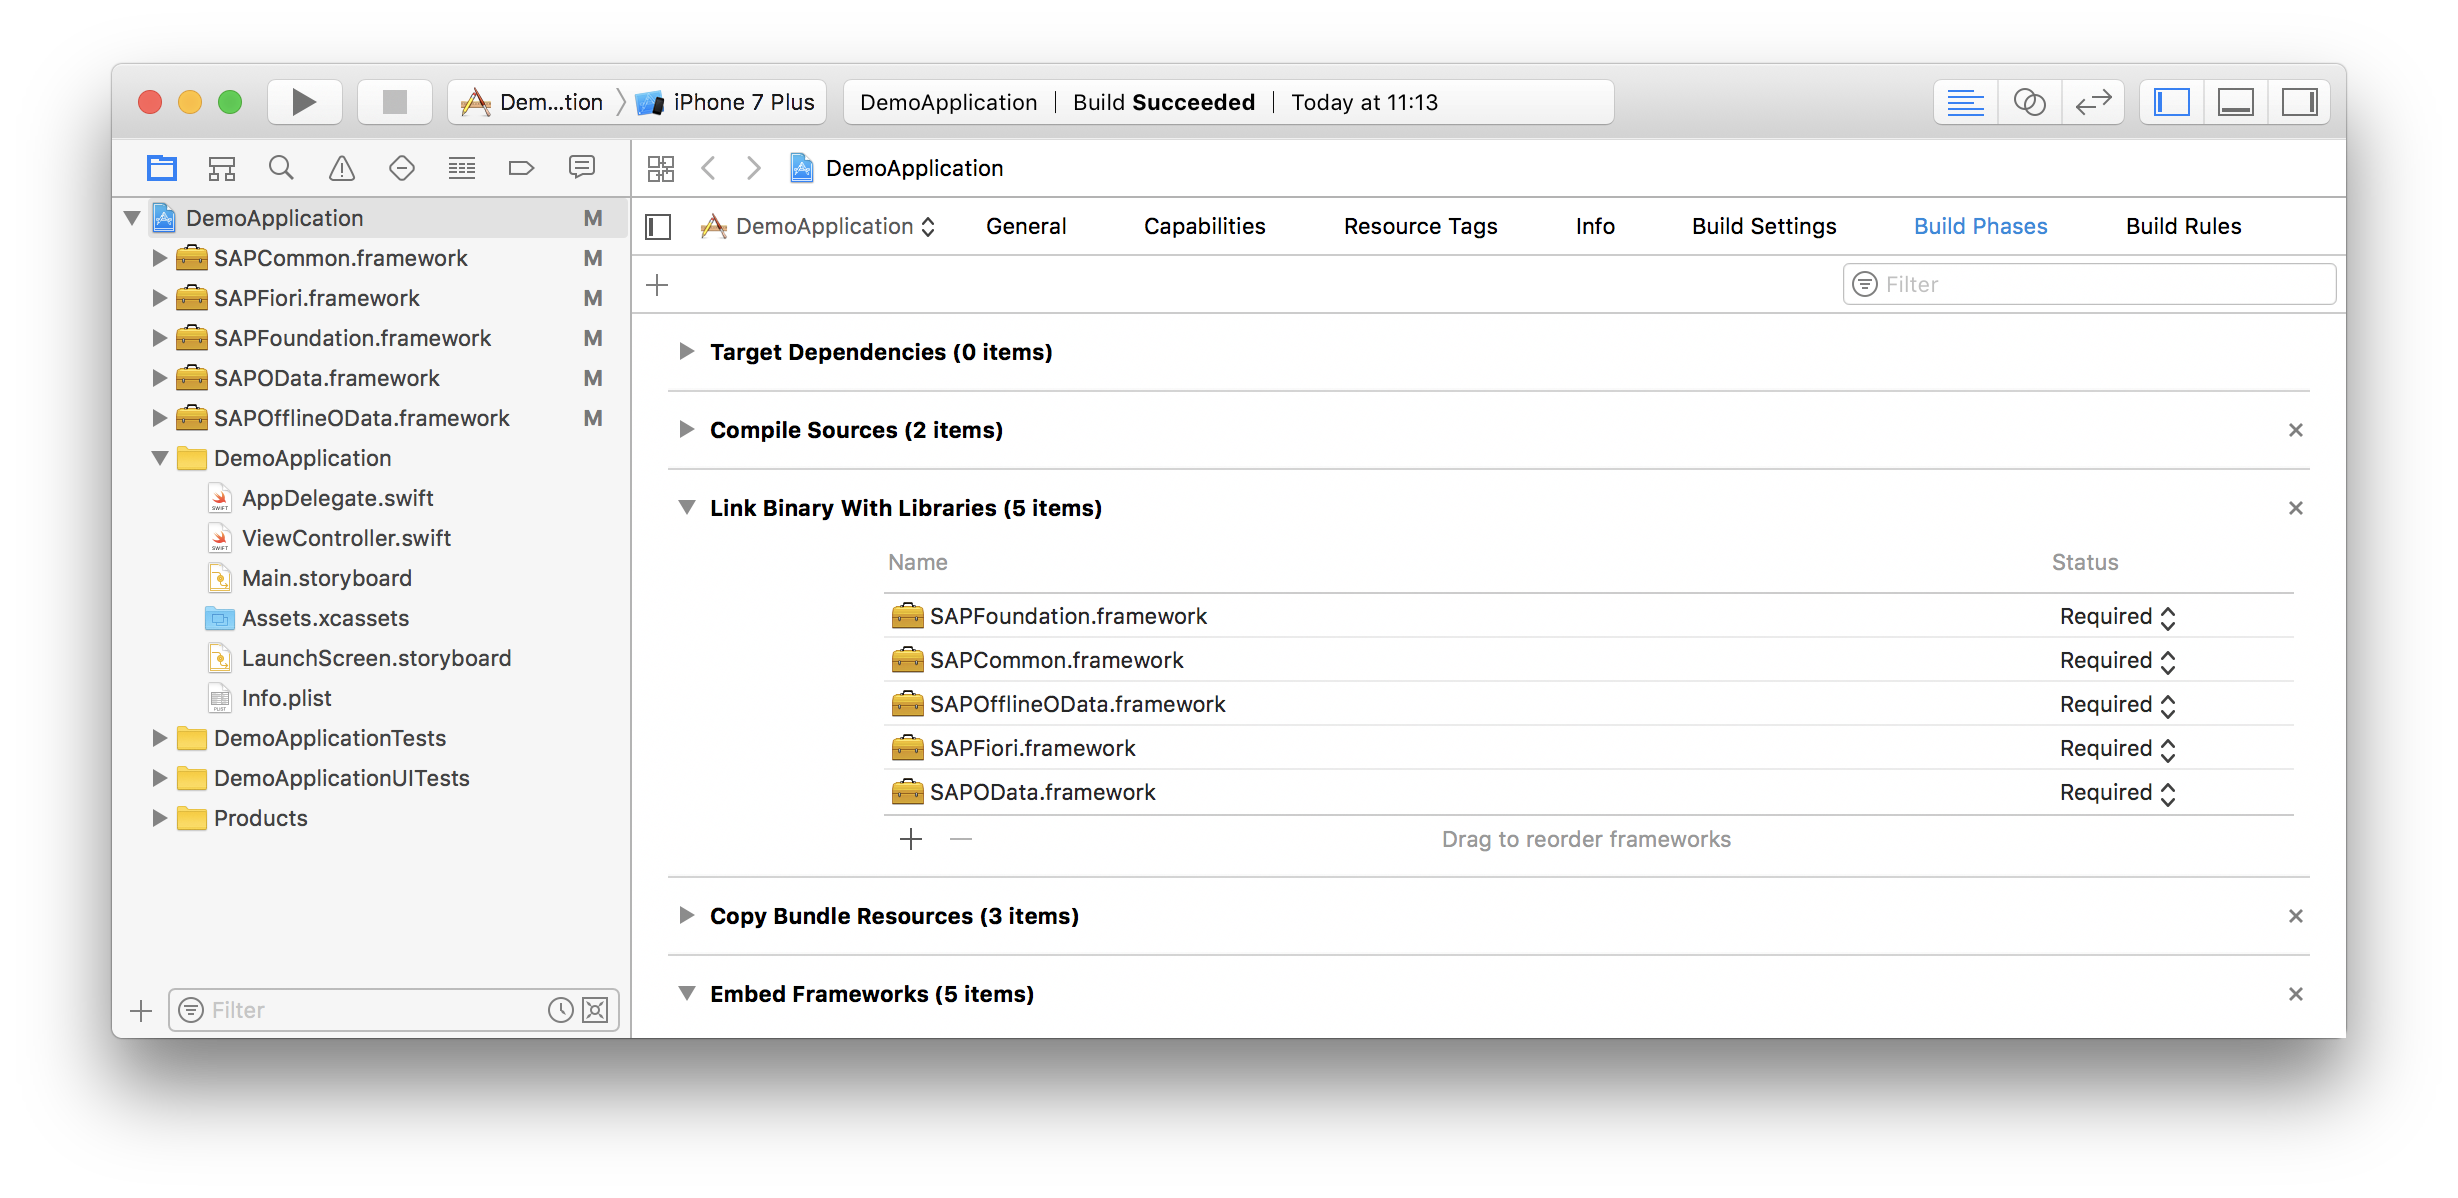 Dem...tion iPhone 7 Plus DemoApplication Build Succeeded Today at 11:13
DemoApplication M
SAPCommon.framework M
SAPFiori.framework M
SAPFoundation.framework M
SAPOData.framework M
SAPOfflineOData.framework M
DemoApplication
AppDelegate.swift
ViewController.swift
Main.storyboard
Assets.xcassets
LaunchScreen.storyboard
Info.plist
DemoApplicationTests
DemoApplicationUITests
Products
Filter
DemoApplication
DemoApplication General Capabilities Resource Tags Info Build Settings Build Phases Build Rules
Filter
Target Dependencies (0 items)
Compile Sources (2 items)
Link Binary With Libraries (5 items)
Name Status
SAPFoundation.framework Required
SAPCommon.framework Required
SAPOfflineOData.framework Required
SAPFiori.framework Required
SAPOData.framework Required
Drag to reorder frameworks
Copy Bundle Resources (3 items)
Embed Frameworks (5 items)